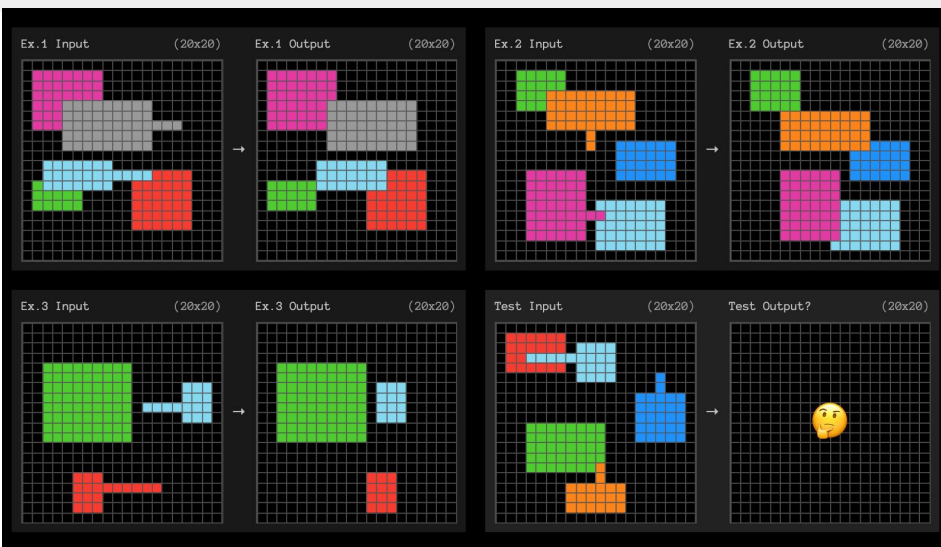 Ex.1 Input (20x20) Ex.1 Output (20x20)
Ex.2 Input (20x20) Ex.2 Output (20x20)
→
→
Ex.3 Input (20x20) Ex.3 Output (20x20)
Test Input (20x20) Test Output? (20x20)
→
→